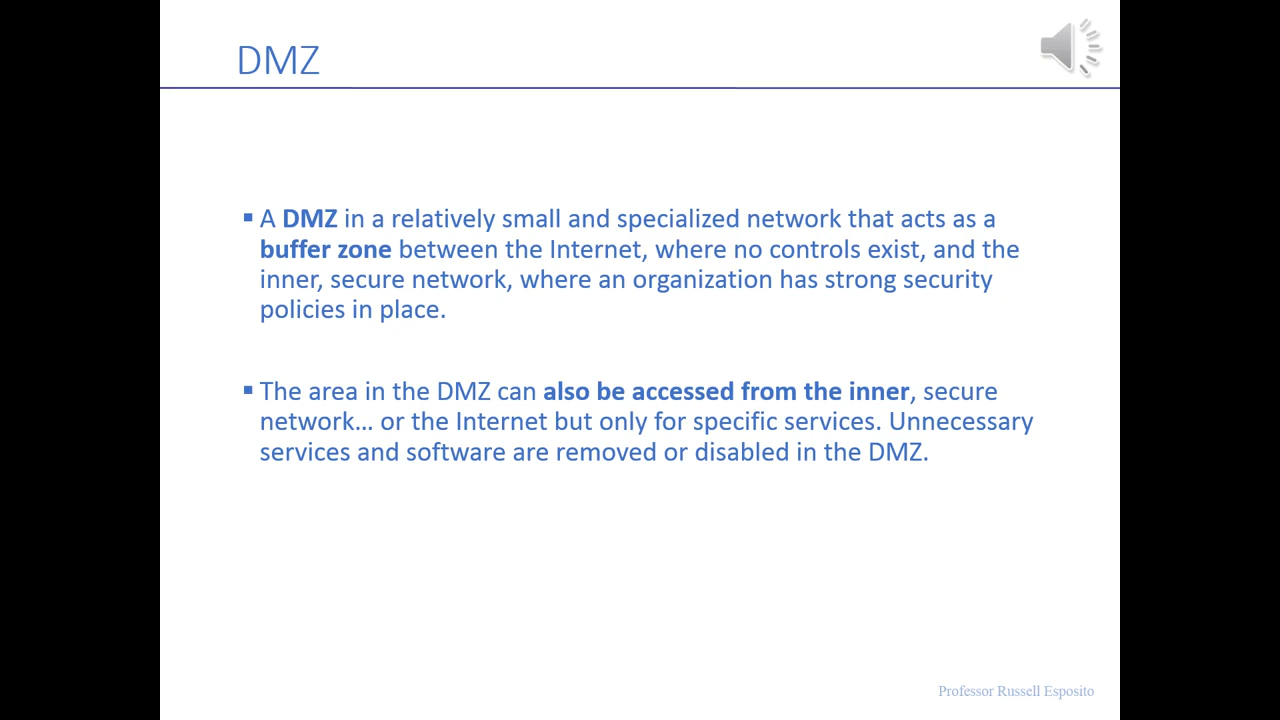 DMZ
▪ A DMZ in a relatively small and specialized network that acts as a
buffer zone between the Internet, where no controls exist, and the
inner, secure network, where an organization has strong security
policies in place.
▪ The area in the DMZ can also be accessed from the inner, secure
network… or the Internet but only for specific services. Unnecessary
services and software are removed or disabled in the DMZ.
Professor Russell Esposito